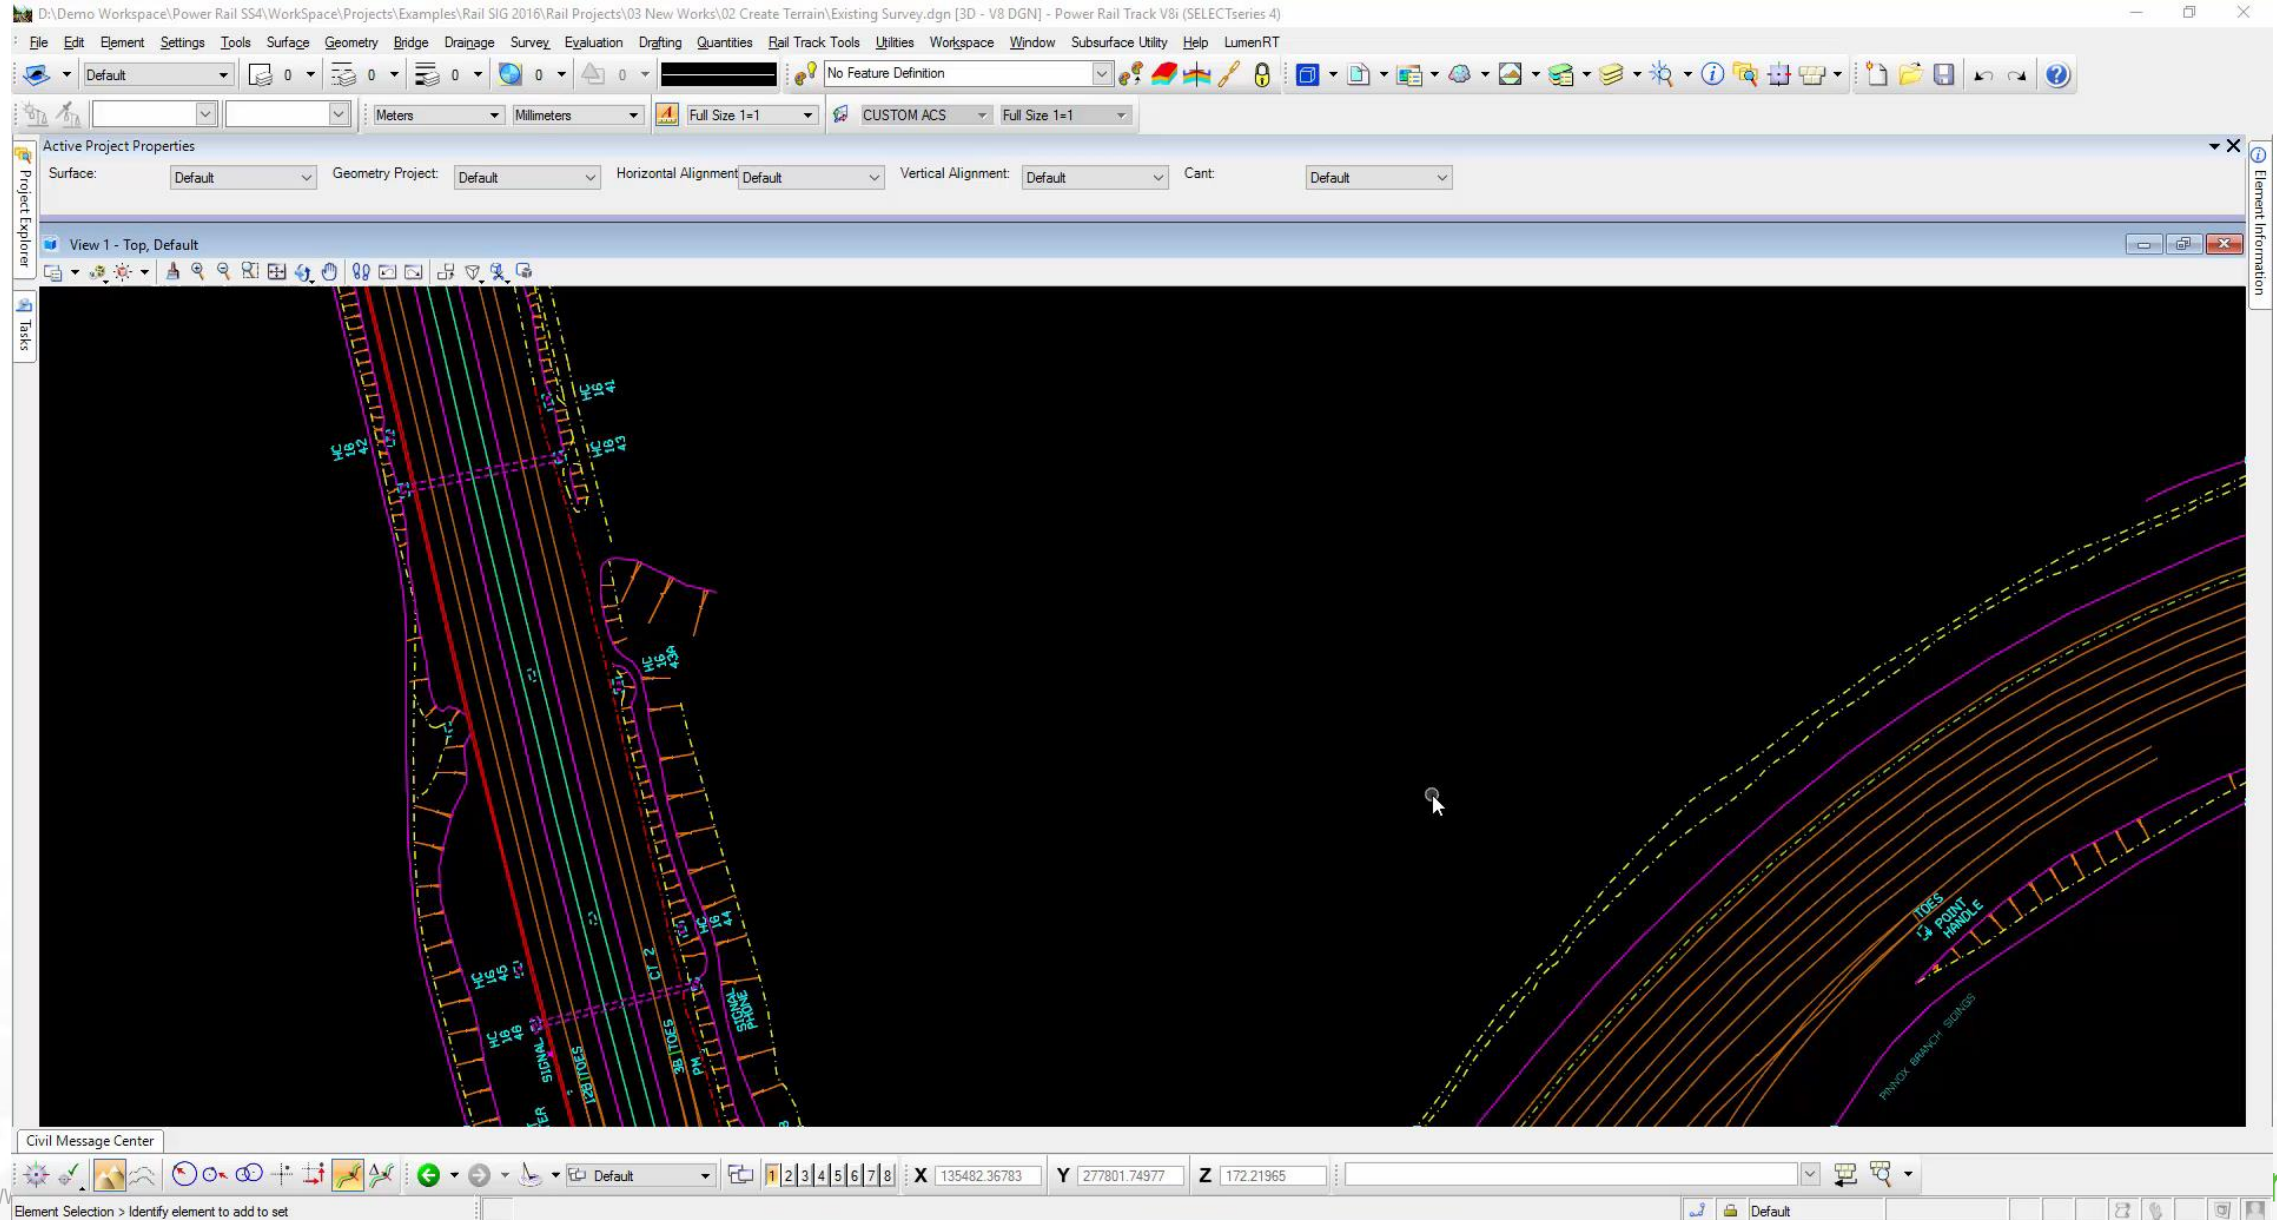 D:\Demo Workspace\Power Rail SS4\WorkSpace\Projects\Examples\Rail SIG 2016\Rail Projects\03 New Works\02 Create Terrain\Existing Survey.dgn [3D - V8 DGN] - Power Rail Track V8i (SELECTseries 4)
File Edit Element Settings Tools Surface Geometry Bridge Drainage Survey Evaluation Drafting Quantities Rail Track Tools Utilities Workspace Window Subsurface Utility Help LumenRT
Default 0 0 0 0 0 No Feature Definition
Meters Millimeters Full Size 1=1 CUSTOM ACS Full Size 1=1
Active Project Properties
Surface: Default Geometry Project: Default Horizontal Alignment Default Vertical Alignment: Default Cant: Default
Project Explorer
Tasks
Element Information
View 1 - Top, Default
HC
16
41
HC
16
42
HC
16
43
HC
16
43A
HC
16
44
HC
16
45
HC
16
46
CT 2
SIGNAL
PHONE
SIGNAL
12B TOES
3B TOES
PM
TOES
POINT
HANDLE
PINNOX BRANCH SIDINGS
Civil Message Center
Default 1 2 3 4 5 6 7 8 X 135482.36783 Y 277801.74977 Z 172.21965
Element Selection > Identify element to add to set Default